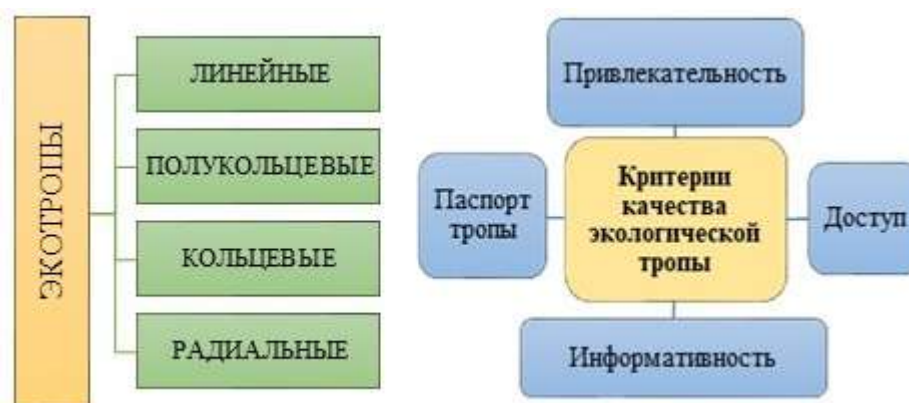 ЭКОТРОПЫ
ЛИНЕЙНЫЕ
ПОЛУКОЛЬЦЕВЫЕ
КОЛЬЦЕВЫЕ
РАДИАЛЬНЫЕ
Привлекательность
Паспорт
тропы
Критерии
качества
экологической
тропы
Доступ
Информативность